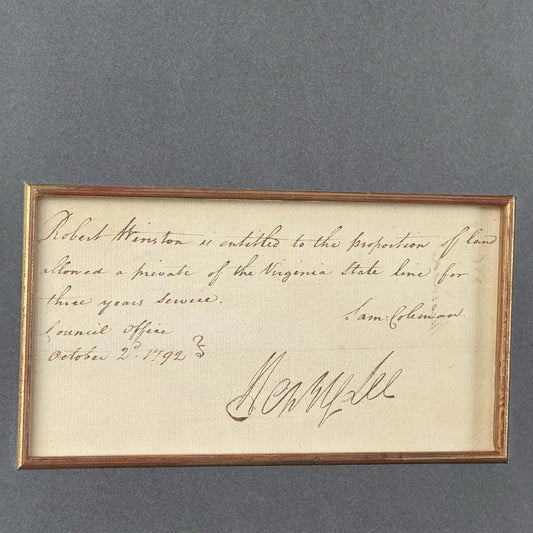 Robert Winston is entitled to the proportion of land
allowed a private of the Virginia State line for
three years service.
Sam: Coleman
Council Office
October 2d. 1792
Henry Lee